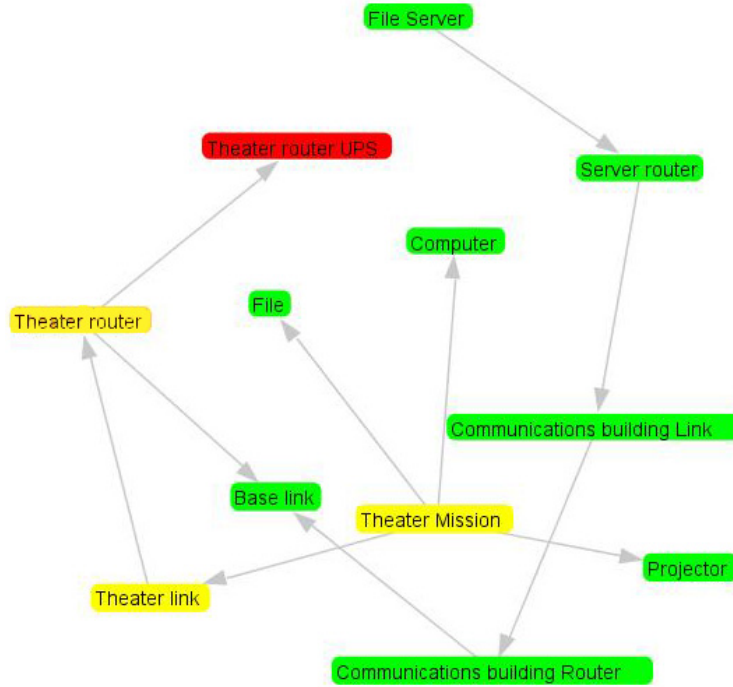 File Server
Theater router UPS
Server router
Computer
File
Theater router
Communications building Link
Base link
Theater Mission
Projector
Theater link
Communications building Router